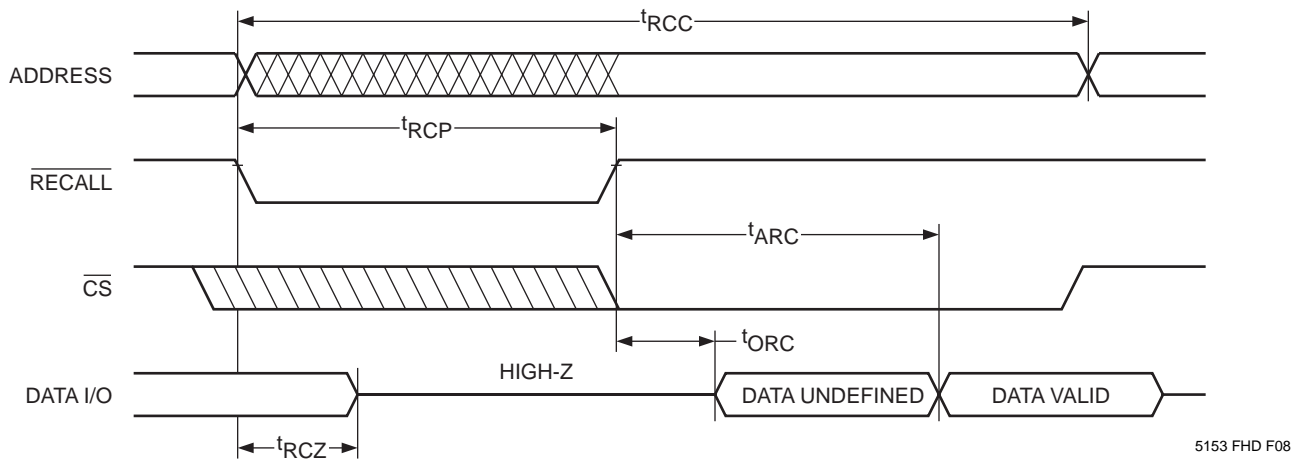 tRCC
ADDRESS
tRCP
RECALL
tARC
CS
tORC
HIGH-Z
DATA I/O
DATA UNDEFINED
DATA VALID
tRCZ
5153 FHD F08